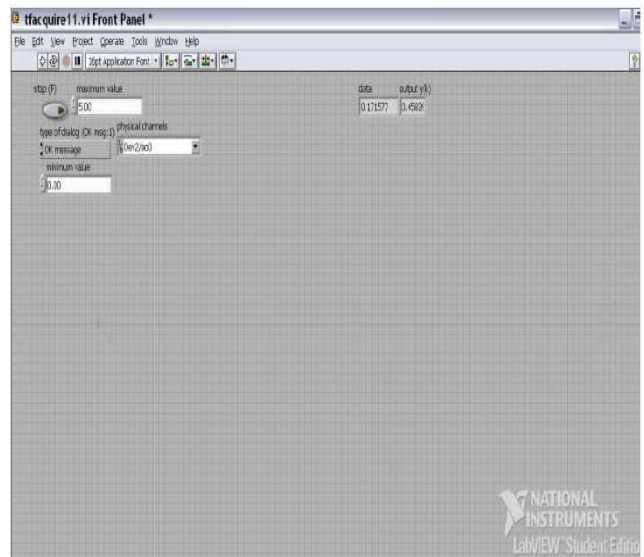 tfacquire11.vi Front Panel *
File Edit View Project Operate Tools Window Help
Application Font
stop (F) maximum value data output y(k)
5.00 0.171577
type of dialog (OK msg:1) physical channels
OK message
minimum value
0.00
NATIONAL
INSTRUMENTS
LabVIEW Student Edition